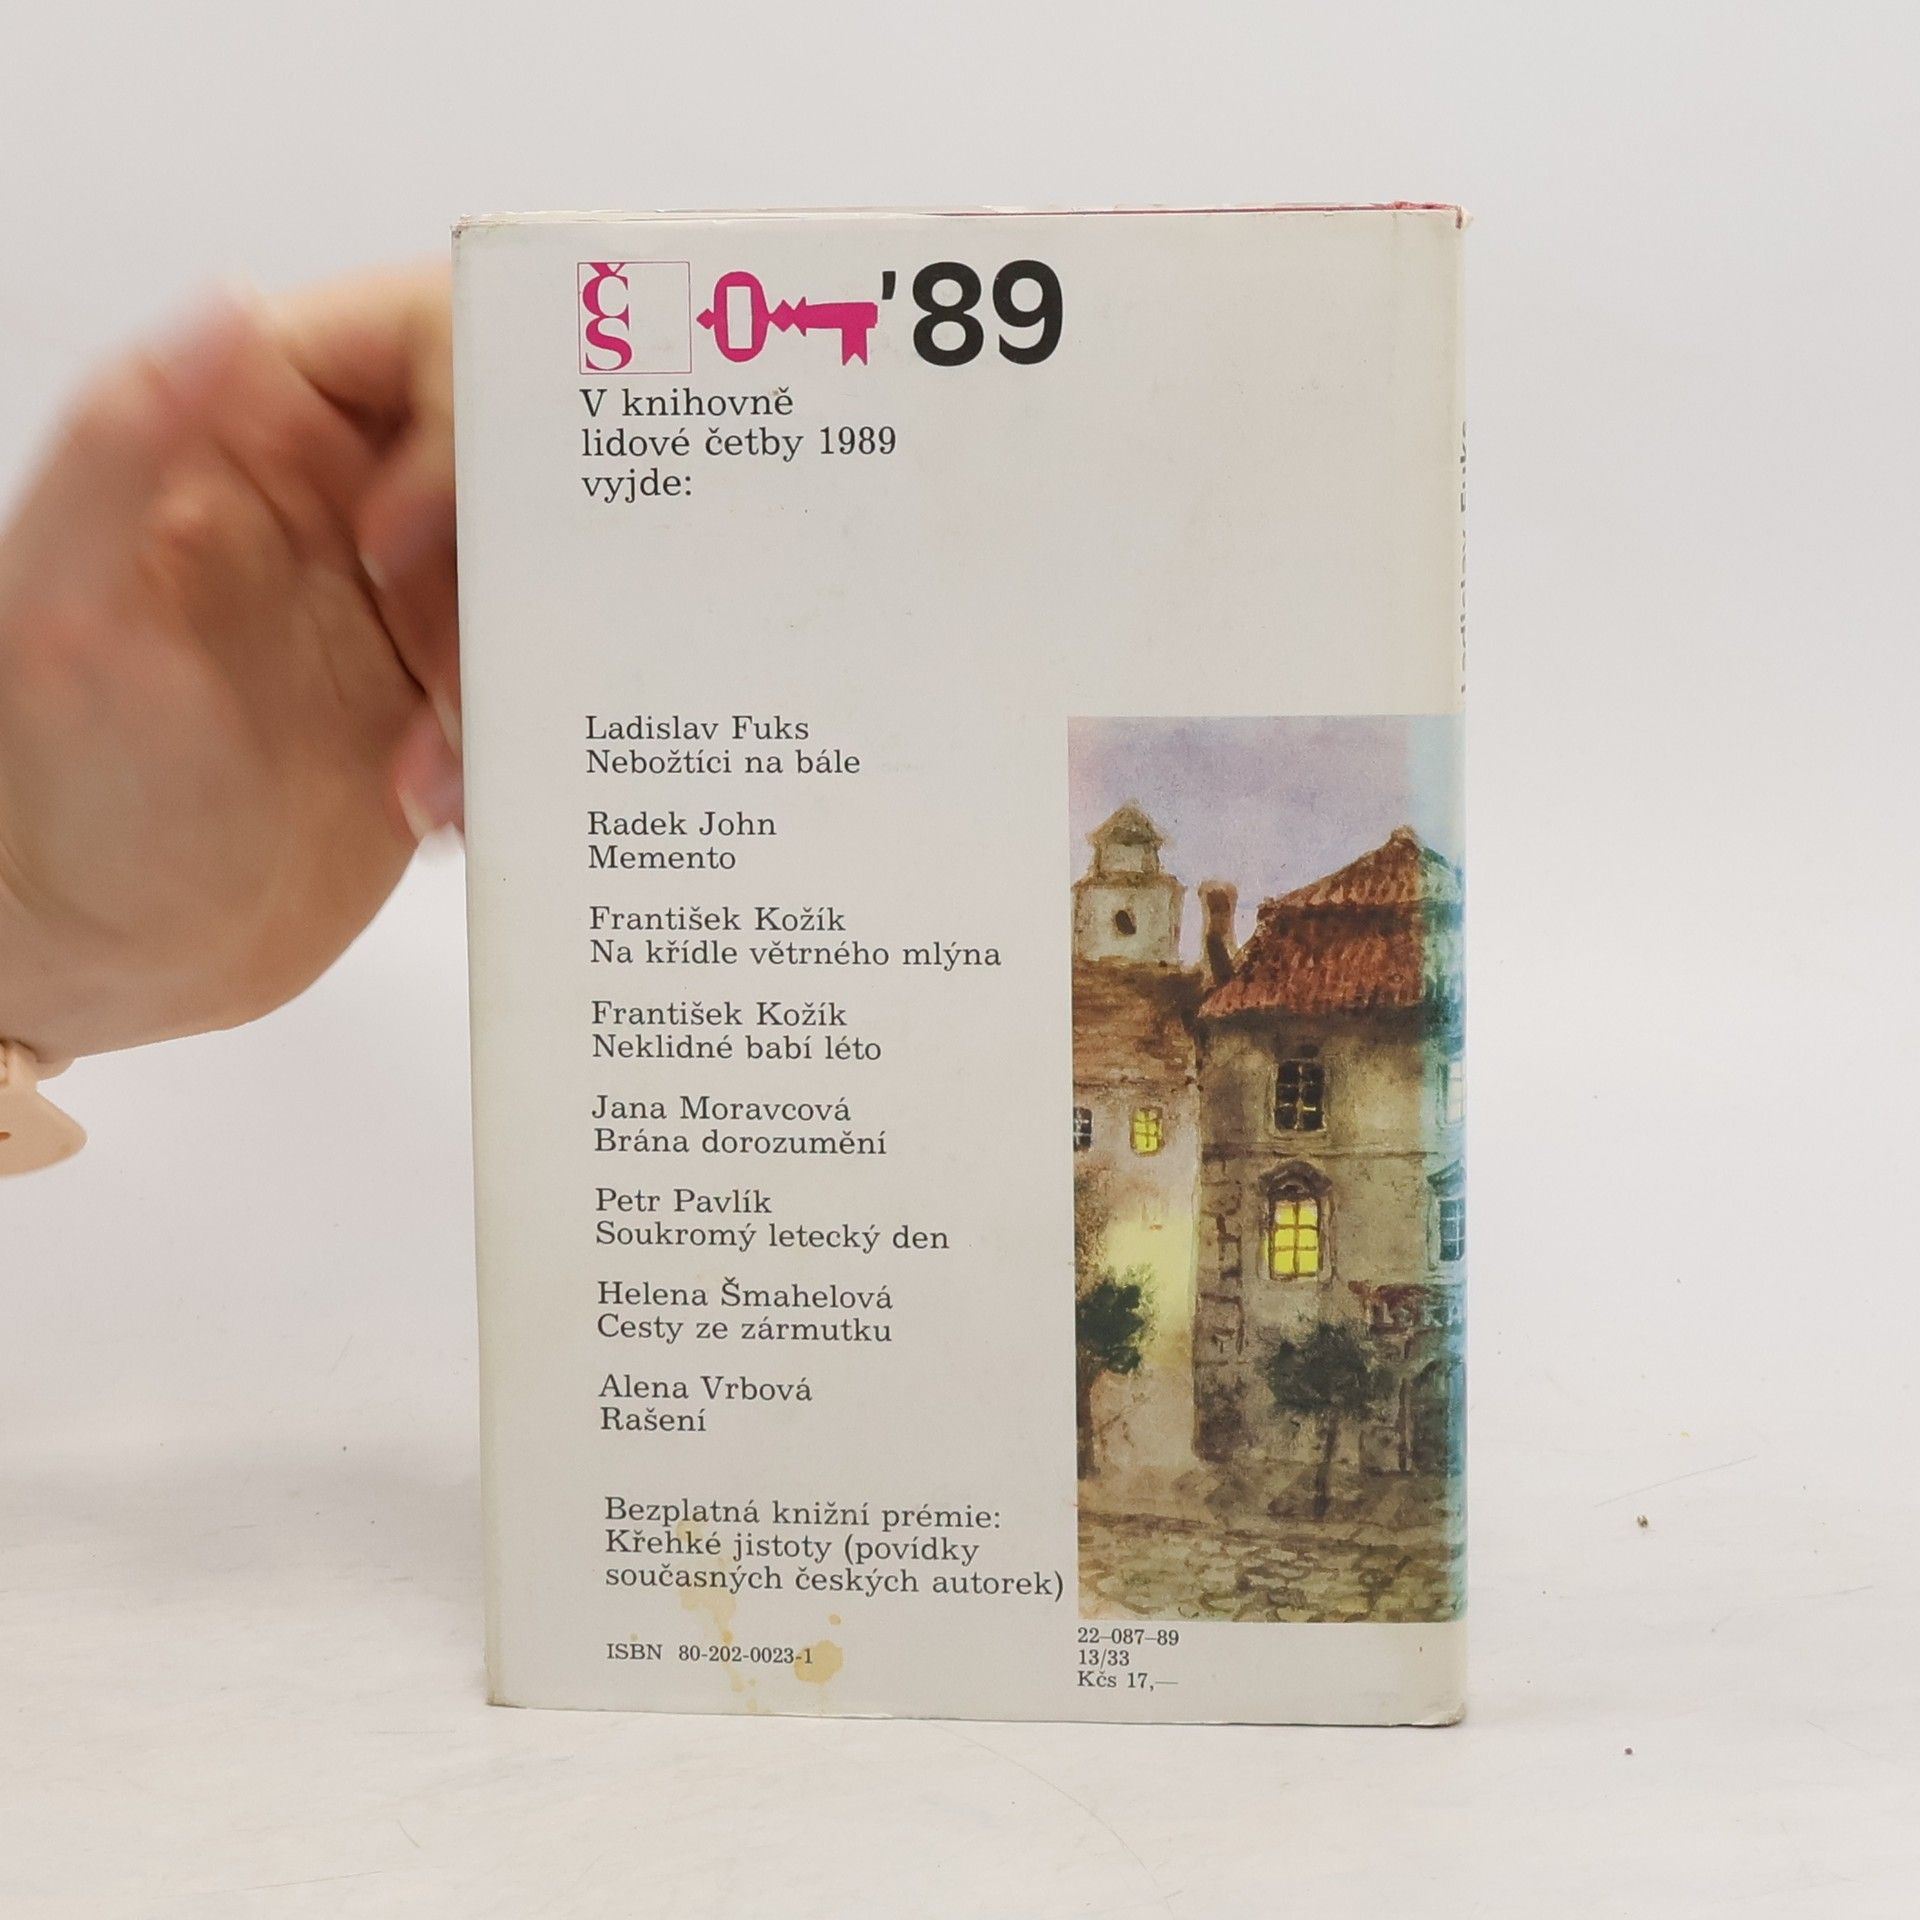 ČS '89
V knihovně
lidové četby 1989
vyjde:
Ladislav Fuks
Nebožtíci na bále
Radek John
Memento
František Kožík
Na křídle větrného mlýna
František Kožík
Neklidné babí léto
Jana Moravcová
Brána dorozumění
Petr Pavlík
Soukromý letecký den
Helena Šmahelová
Cesty ze zármutku
Alena Vrbová
Rašení
Bezplatná knižní prémie:
Křehké jistoty (povídky
současných českých autorek)
ISBN 80-202-0023-1
22–087–89
13/33
Kčs 17,—
Ladislav Fuks